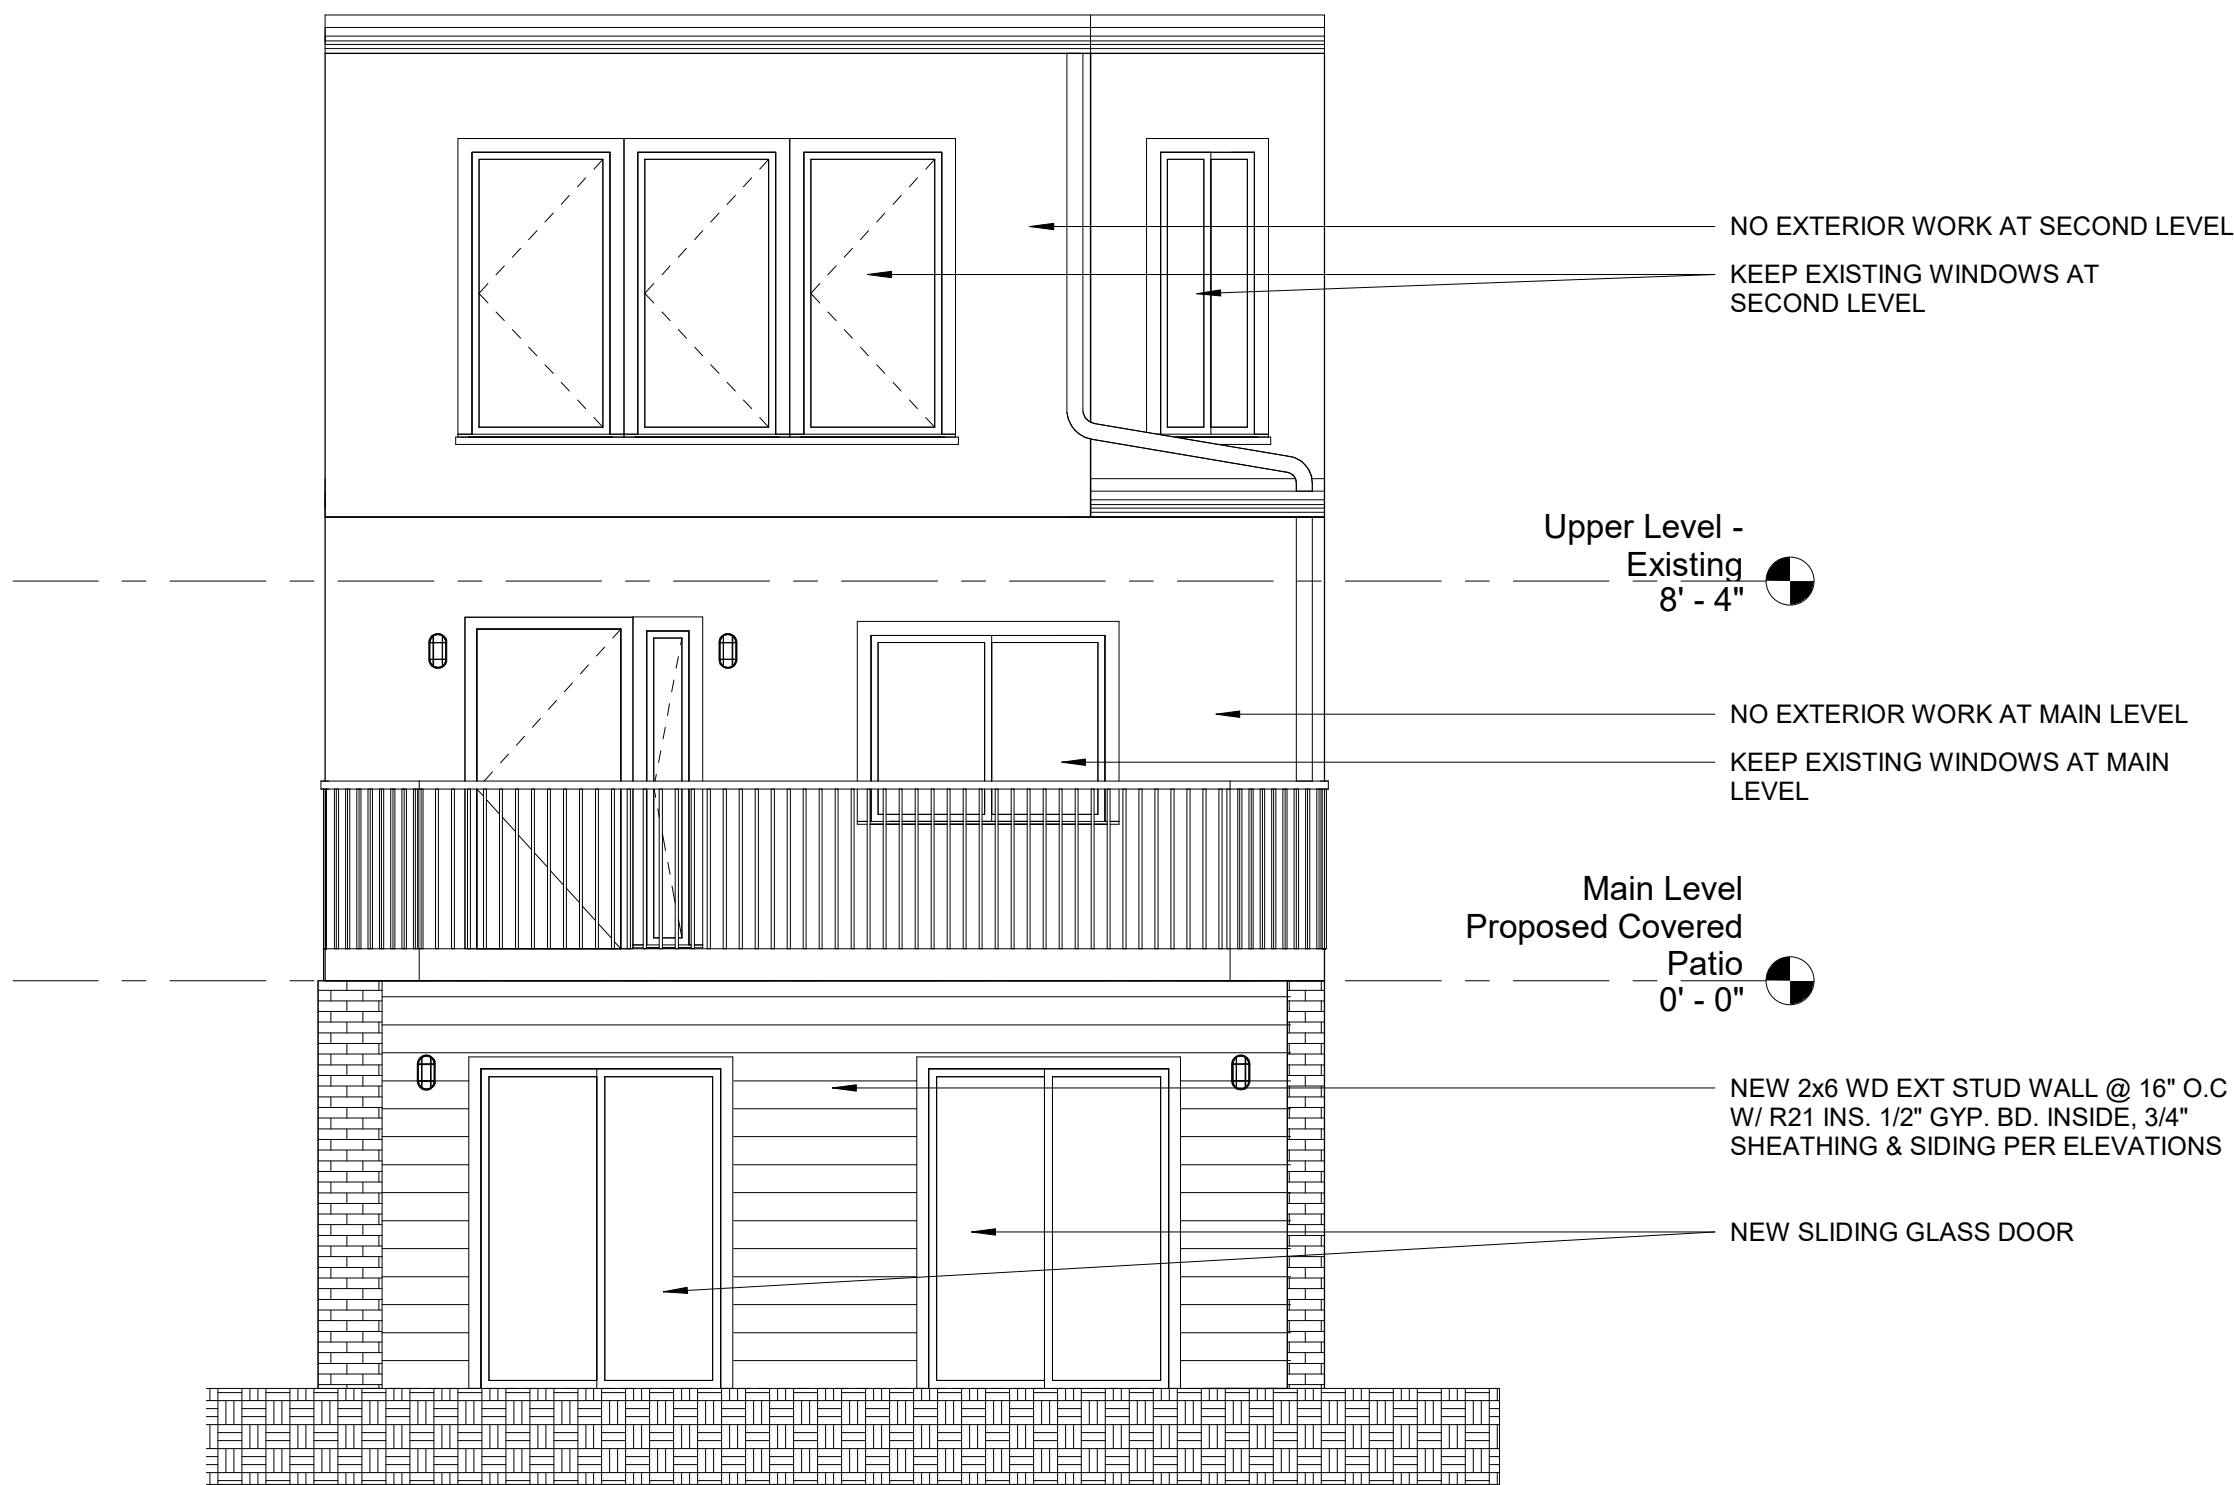 NO EXTERIOR WORK AT SECOND LEVEL
KEEP EXISTING WINDOWS AT
SECOND LEVEL
Upper Level -
Existing
8' - 4"
NO EXTERIOR WORK AT MAIN LEVEL
KEEP EXISTING WINDOWS AT MAIN
LEVEL
Main Level
Proposed Covered
Patio
0' - 0"
NEW 2x6 WD EXT STUD WALL @ 16" O.C
W/ R21 INS. 1/2" GYP. BD. INSIDE, 3/4"
SHEATHING & SIDING PER ELEVATIONS
NEW SLIDING GLASS DOOR